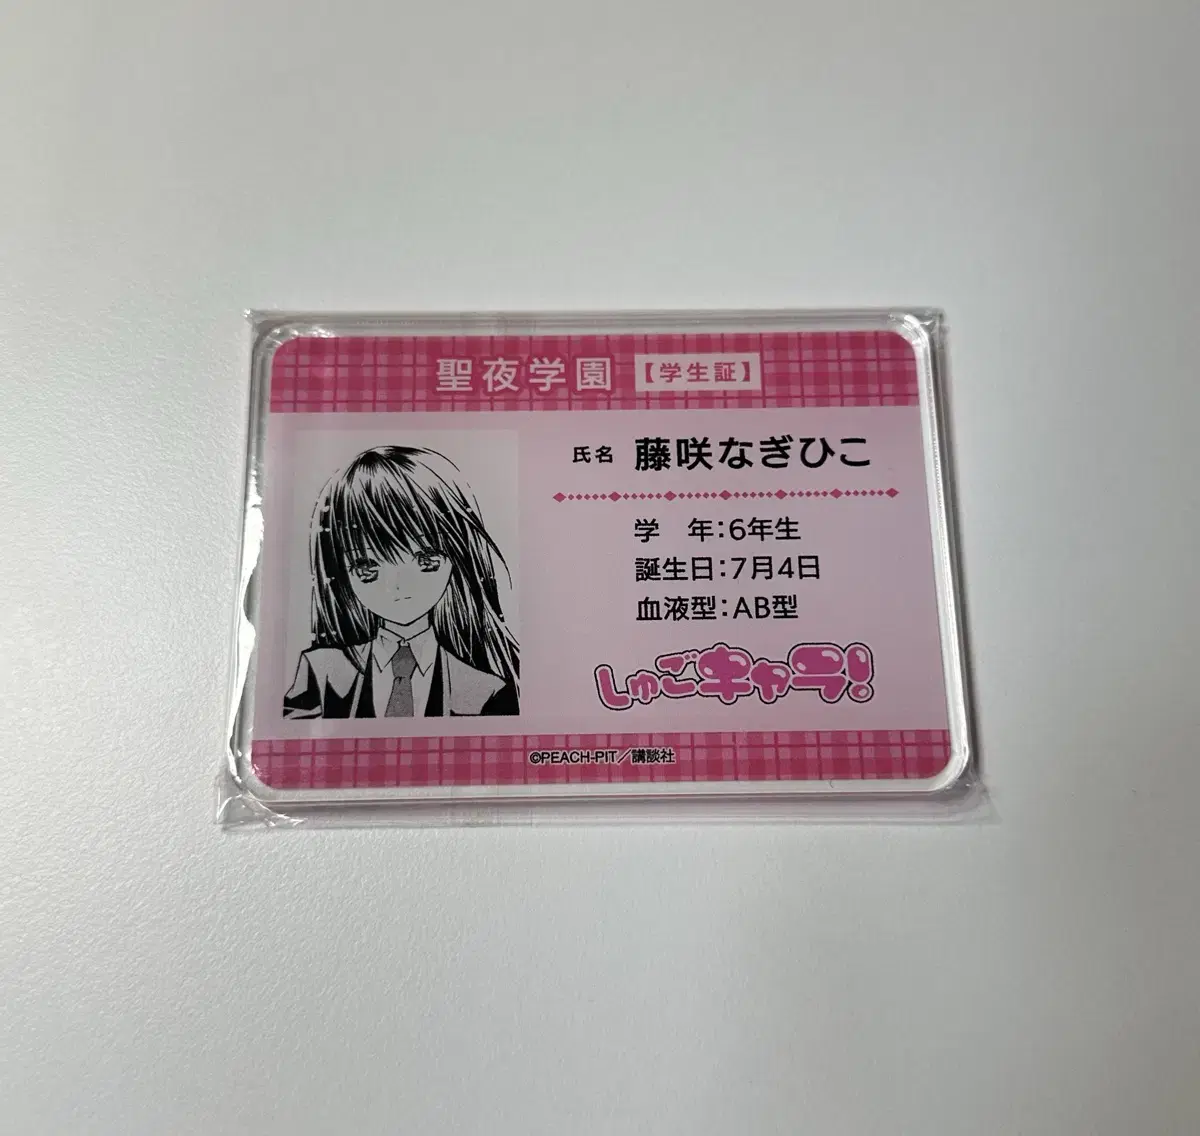 聖夜学園【学生証】
氏名 藤咲なぎひこ
学 年:6年生
誕生日:7月4日
血液型:AB型
しゅごキャラ!
©PEACH-PIT／講談社